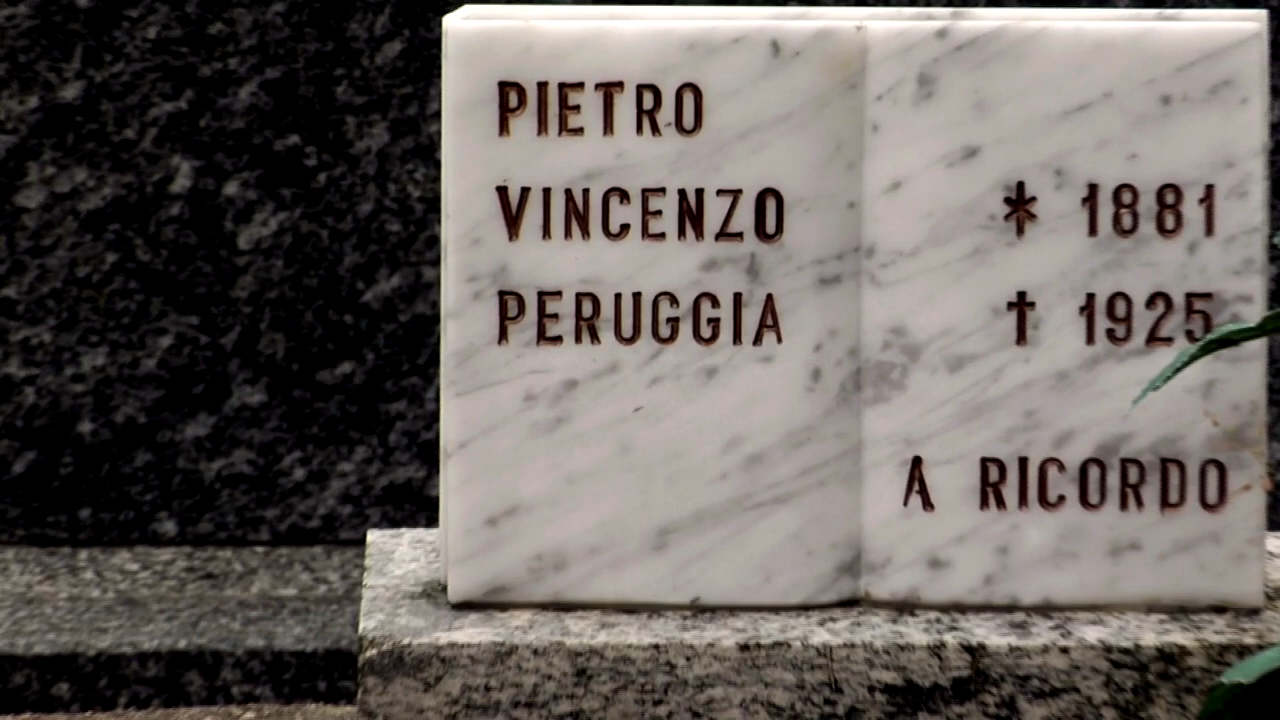 PIETRO
VINCENZO
PERUGGIA
* 1881
† 1925
A RICORDO